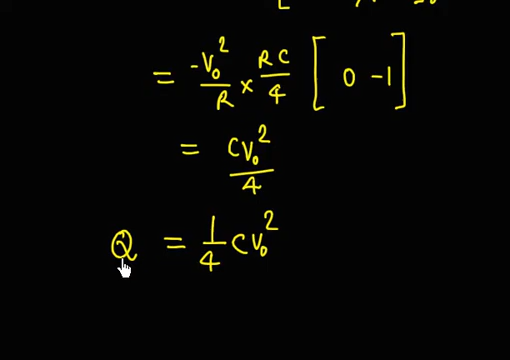 = -V₀²/R × RC/4 [ 0 -1 ]
= CV₀²/4
Q = 1/4 CV₀²